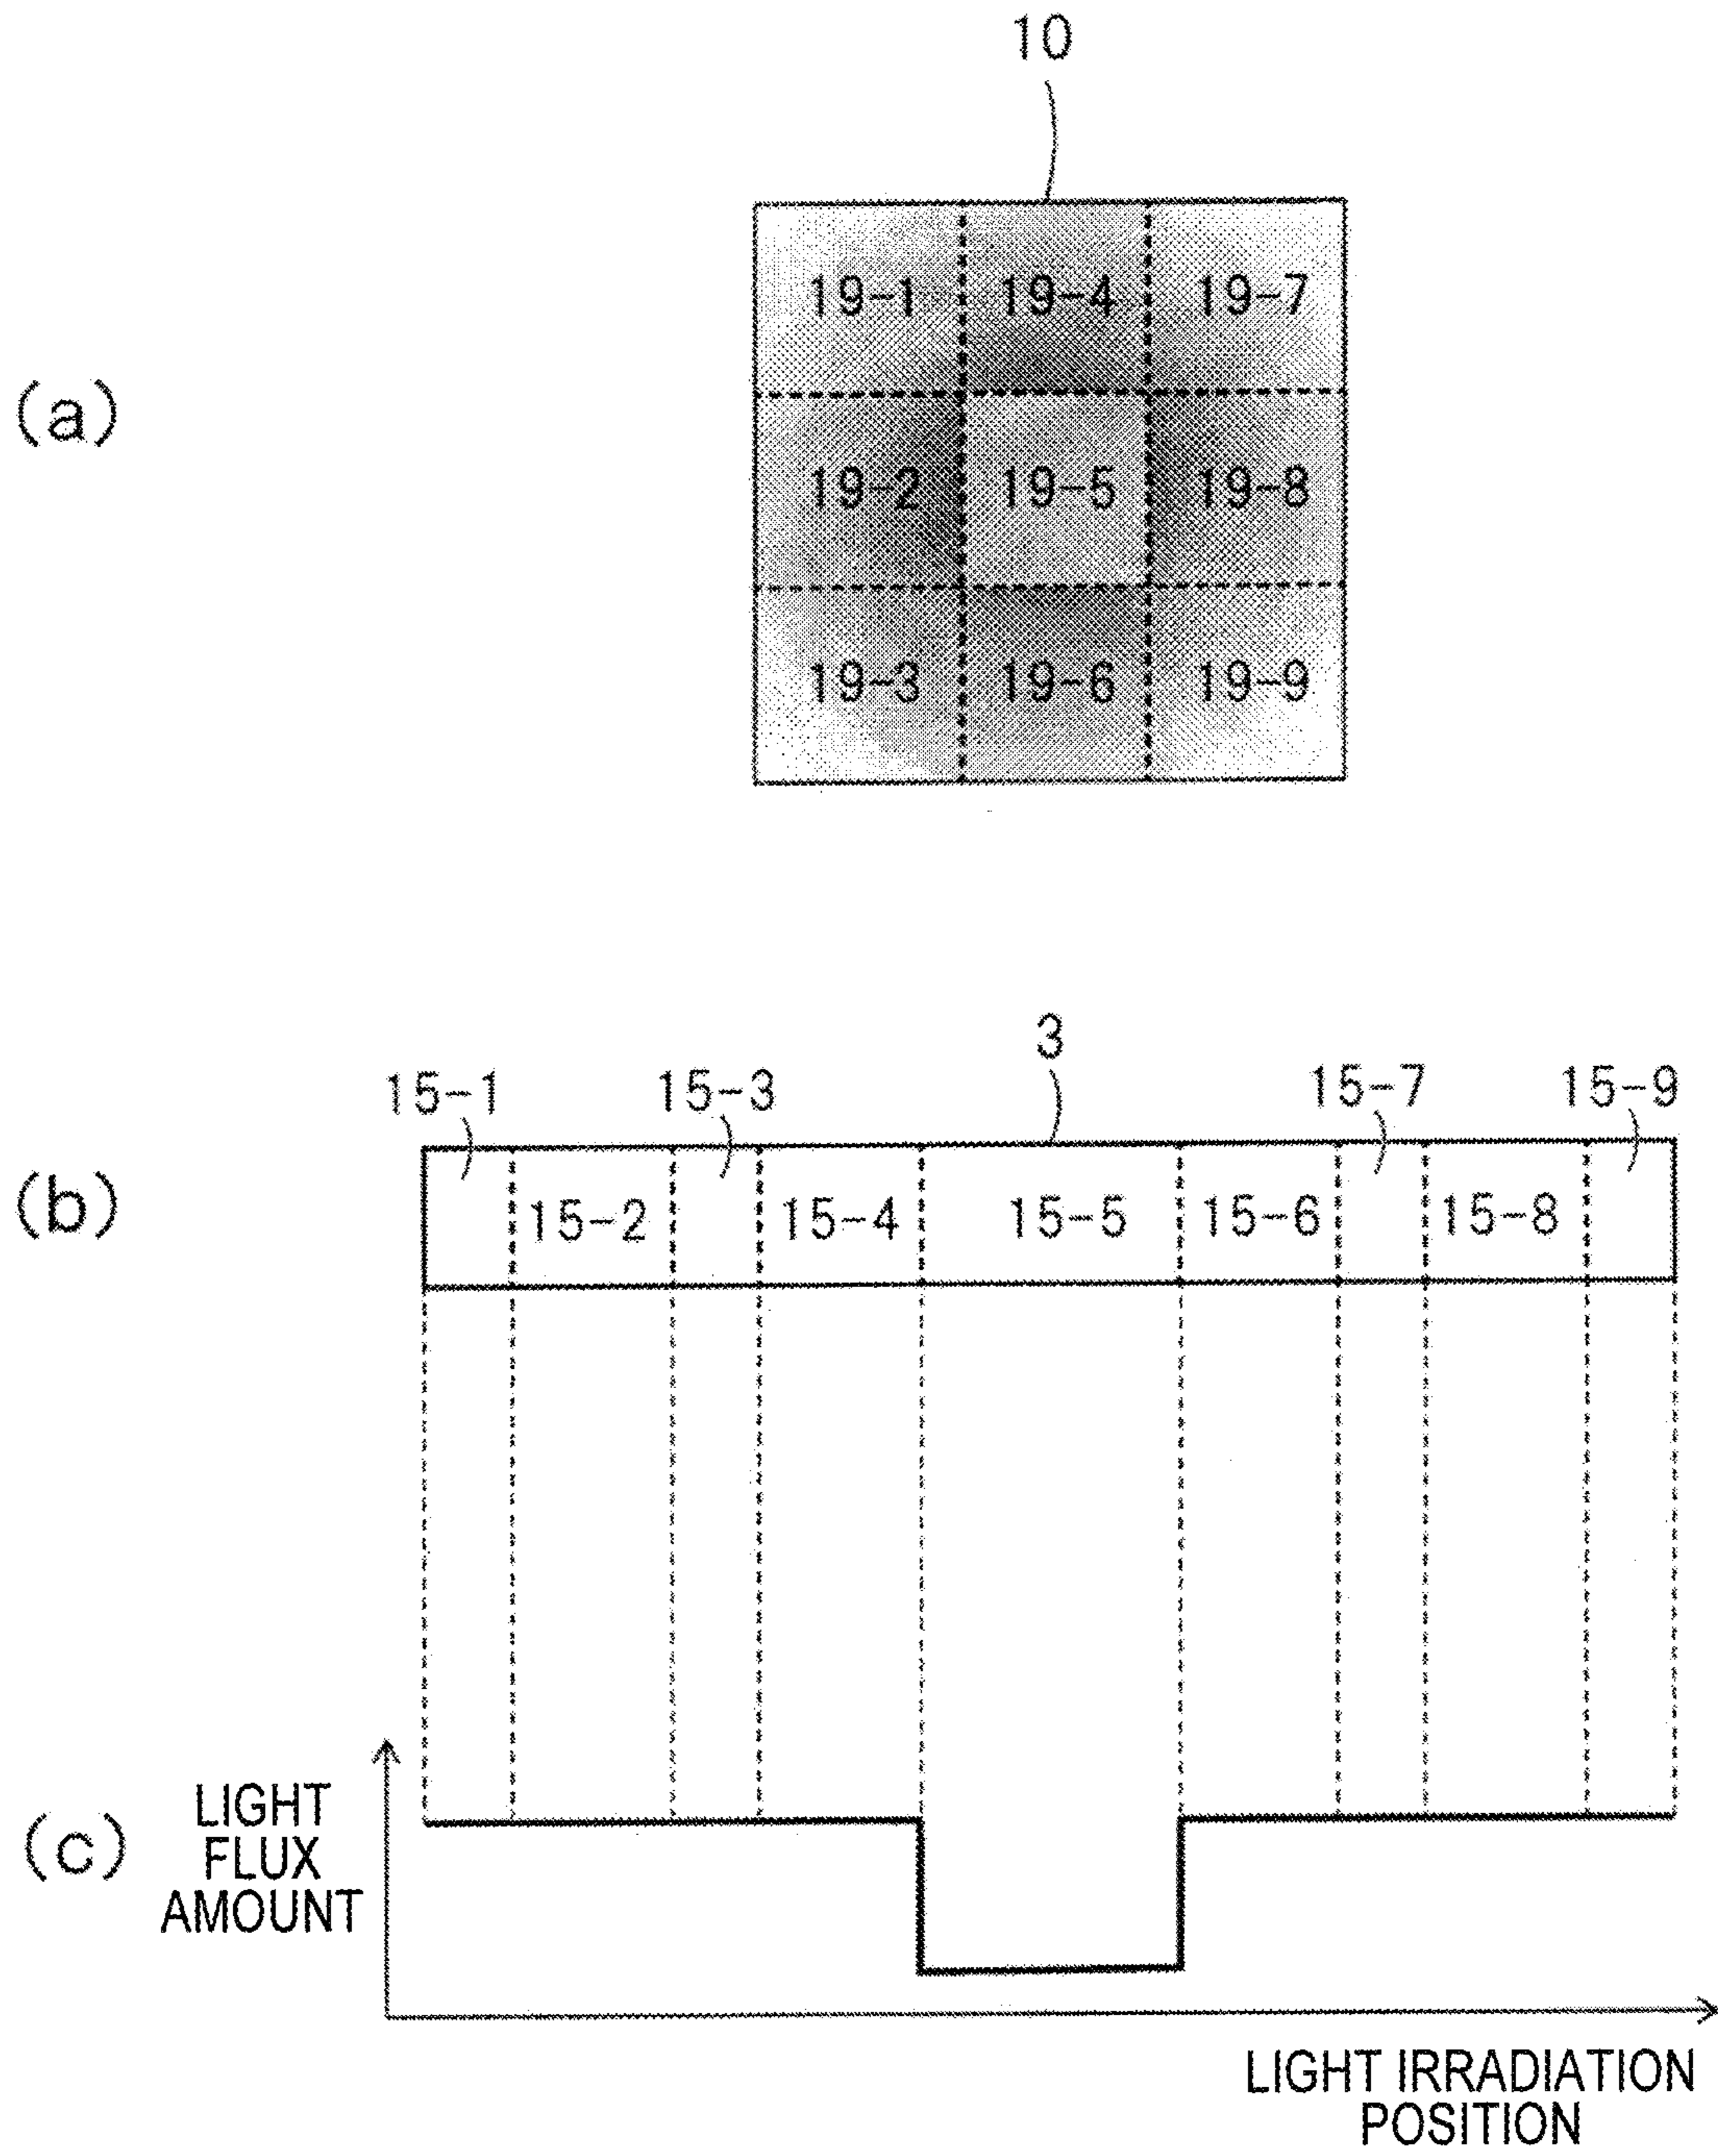 10
(a)
19-1 19-4 19-7
19-2 19-5 19-8
19-3 19-6 19-9
3
15-1 15-3 15-7 15-9
(b)
15-2 15-4 15-5 15-6 15-8
(c)
LIGHT
FLUX
AMOUNT
LIGHT IRRADIATION
POSITION